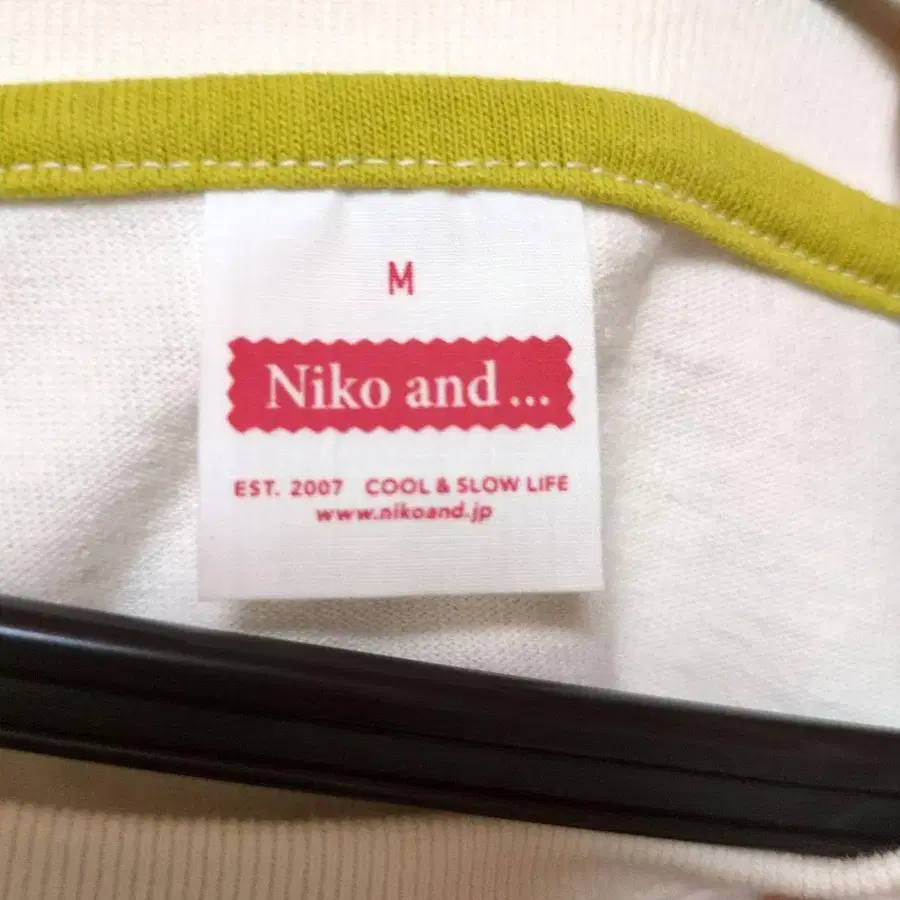 M
Niko and ...
EST. 2007 COOL & SLOW LIFE
www.nikoand.jp